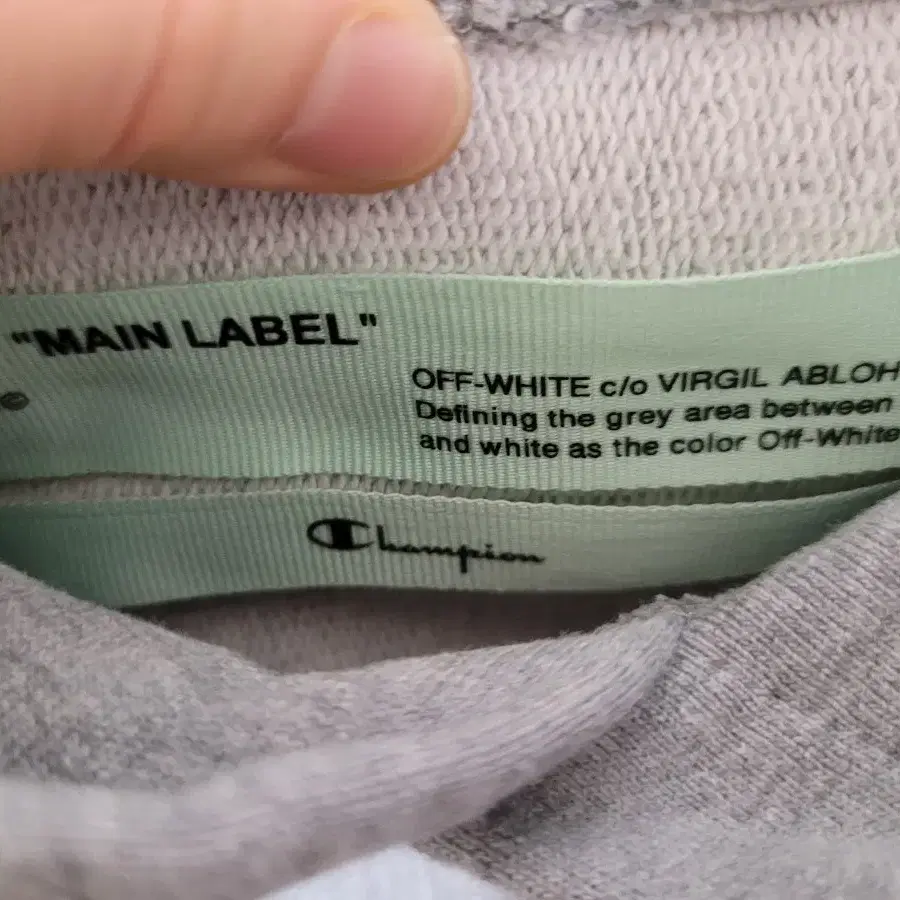 "MAIN LABEL"
©
OFF-WHITE c/o VIRGIL ABLOH
Defining the grey area between
and white as the color Off-White
Champion